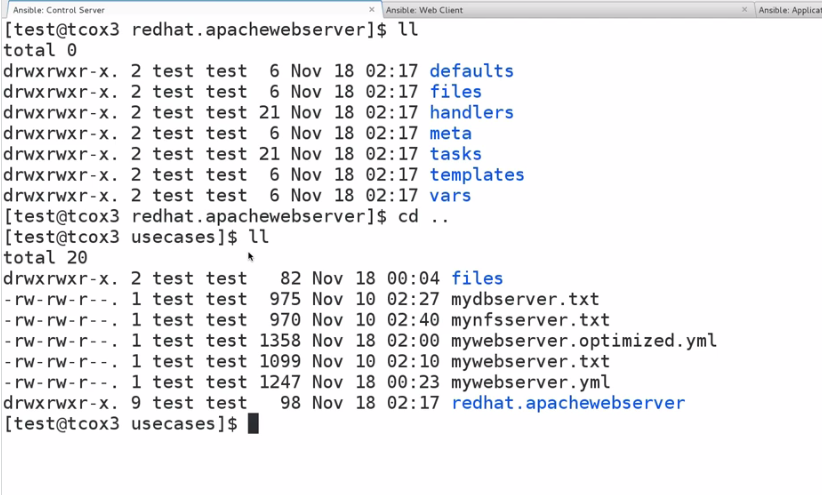 Ansible: Control Server × Ansible: Web Client × Ansible: Applicat
[test@tcox3 redhat.apachewebserver]$ ll
total 0
drwxrwxr-x. 2 test test  6 Nov 18 02:17 defaults
drwxrwxr-x. 2 test test  6 Nov 18 02:17 files
drwxrwxr-x. 2 test test 21 Nov 18 02:17 handlers
drwxrwxr-x. 2 test test  6 Nov 18 02:17 meta
drwxrwxr-x. 2 test test 21 Nov 18 02:17 tasks
drwxrwxr-x. 2 test test  6 Nov 18 02:17 templates
drwxrwxr-x. 2 test test  6 Nov 18 02:17 vars
[test@tcox3 redhat.apachewebserver]$ cd ..
[test@tcox3 usecases]$ ll
total 20
drwxrwxr-x. 2 test test   82 Nov 18 00:04 files
-rw-rw-r--. 1 test test  975 Nov 10 02:27 mydbserver.txt
-rw-rw-r--. 1 test test  970 Nov 10 02:40 mynfsserver.txt
-rw-rw-r--. 1 test test 1358 Nov 18 02:00 mywebserver.optimized.yml
-rw-rw-r--. 1 test test 1099 Nov 10 02:10 mywebserver.txt
-rw-rw-r--. 1 test test 1247 Nov 18 00:23 mywebserver.yml
drwxrwxr-x. 9 test test   98 Nov 18 02:17 redhat.apachewebserver
[test@tcox3 usecases]$